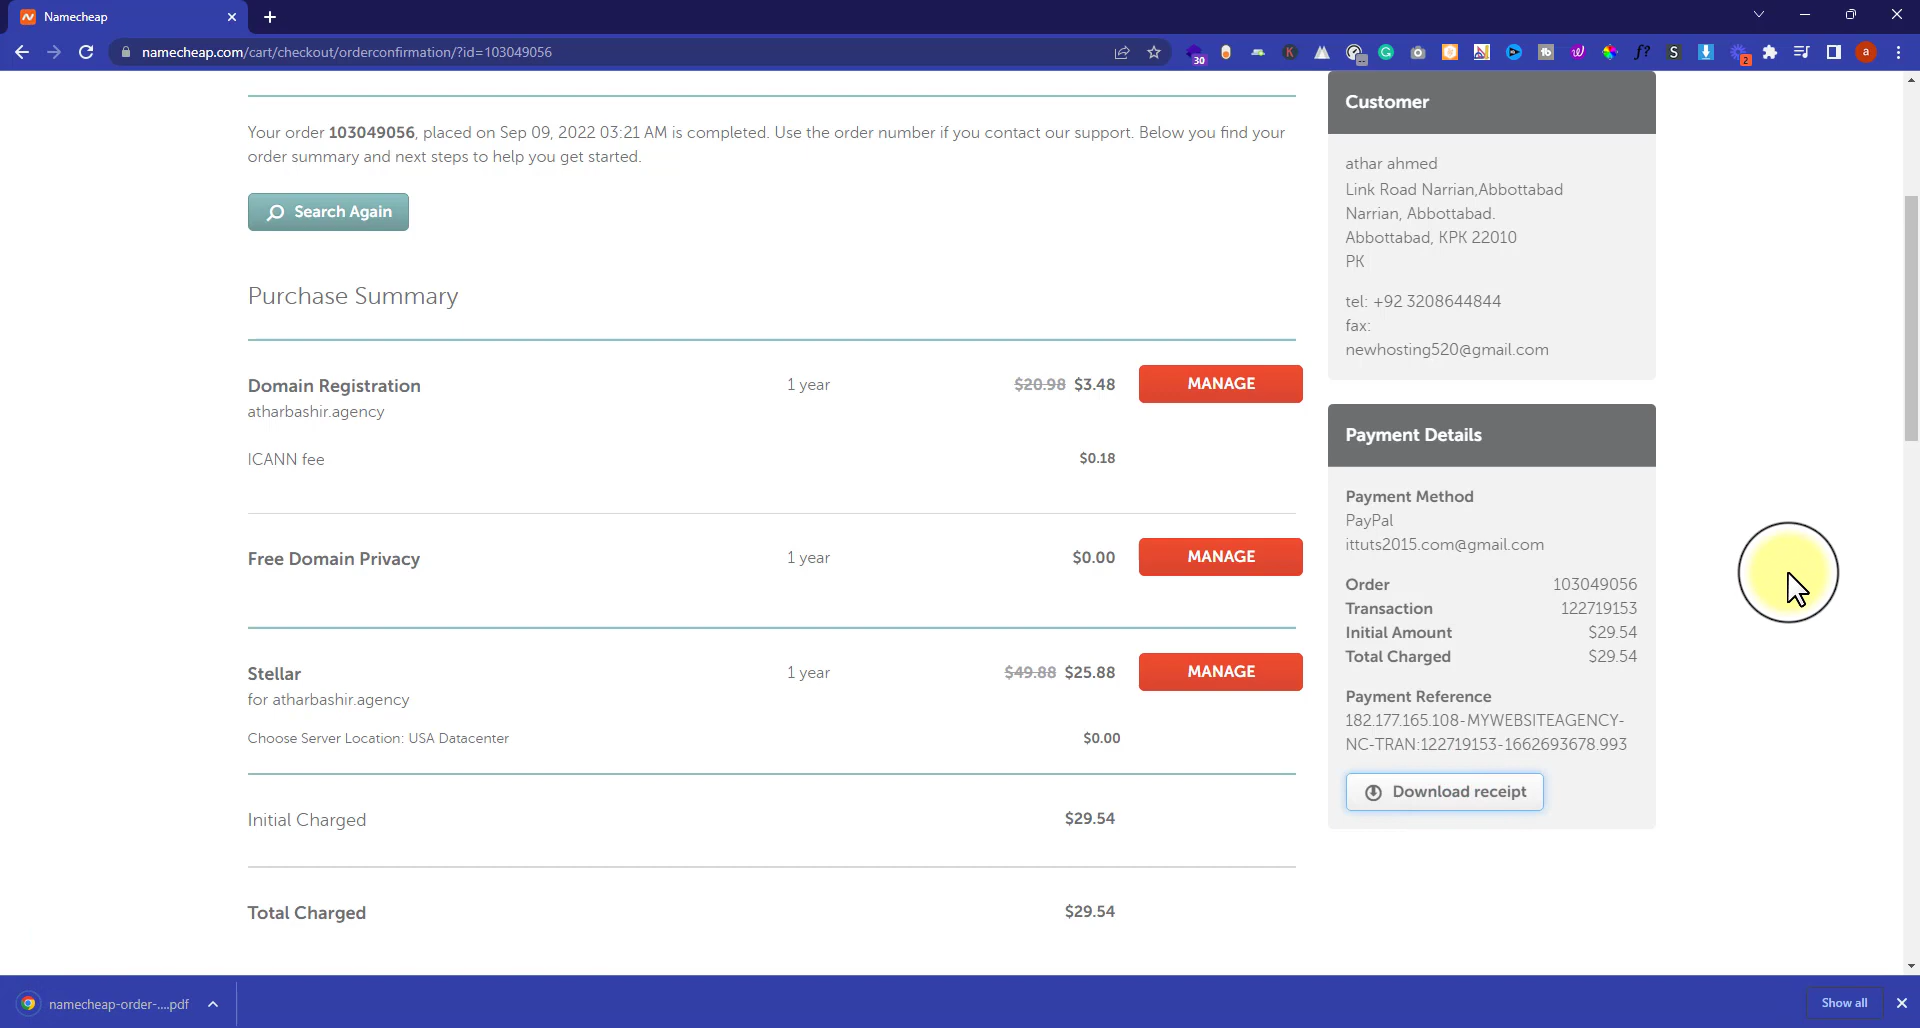 Namecheap
namecheap.com/cart/checkout/orderconfirmation/?id=103049056
30
2
a
Your order 103049056, placed on Sep 09, 2022 03:21 AM is completed. Use the order number if you contact our support. Below you find your
order summary and next steps to help you get started.
Search Again
Purchase Summary
Domain Registration 1 year $20.98 $3.48 MANAGE
atharbashir.agency
ICANN fee $0.18
Free Domain Privacy 1 year $0.00 MANAGE
Stellar 1 year $49.88 $25.88 MANAGE
for atharbashir.agency
Choose Server Location: USA Datacenter $0.00
Initial Charged $29.54
Total Charged $29.54
Customer
athar ahmed
Link Road Narrian,Abbottabad
Narrian, Abbottabad.
Abbottabad, KPK 22010
PK
tel: +92 3208644844
fax:
newhosting520@gmail.com
Payment Details
Payment Method
PayPal
ittuts2015.com@gmail.com
Order 103049056
Transaction 122719153
Initial Amount $29.54
Total Charged $29.54
Payment Reference
182.177.165.108-MYWEBSITEAGENCY-
NC-TRAN:122719153-1662693678.993
Download receipt
namecheap-order-....pdf
Show all